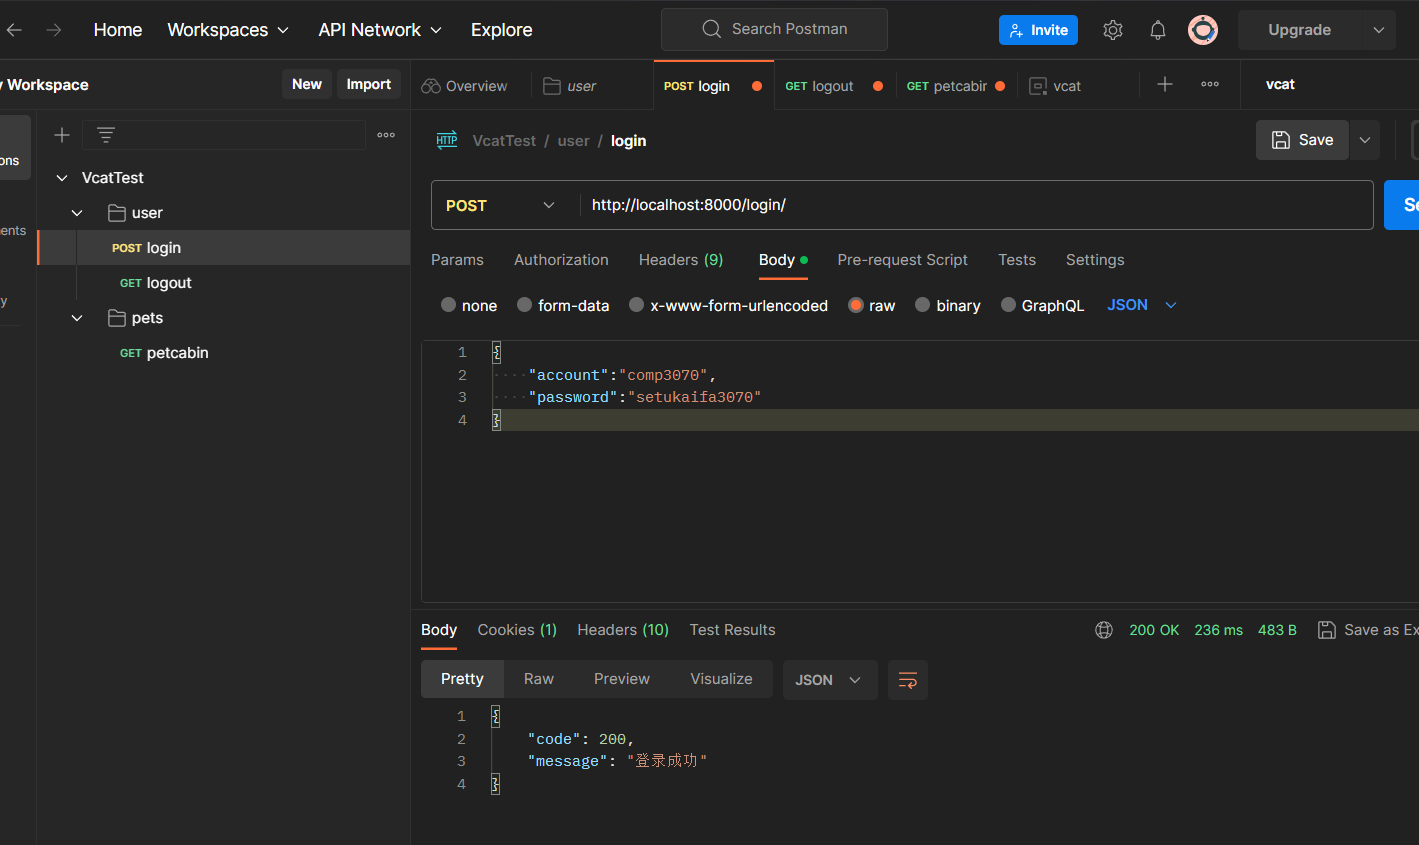 Home Workspaces API Network Explore Search Postman Invite Upgrade
Workspace New Import Overview user POST login GET logout GET petcabir vcat vcat
VcatTest / user / login Save
ons
VcatTest
user
POST login
GET logout
pets
GET petcabin
ents
y
POST http://localhost:8000/login/ Se
Params Authorization Headers (9) Body Pre-request Script Tests Settings
none form-data x-www-form-urlencoded raw binary GraphQL JSON
1 {
2 "account":"comp3070",
3 "password":"setukaifa3070"
4 }
Body Cookies (1) Headers (10) Test Results 200 OK 236 ms 483 B Save as Ex
Pretty Raw Preview Visualize JSON
1 {
2 "code": 200,
3 "message": "登录成功"
4 }